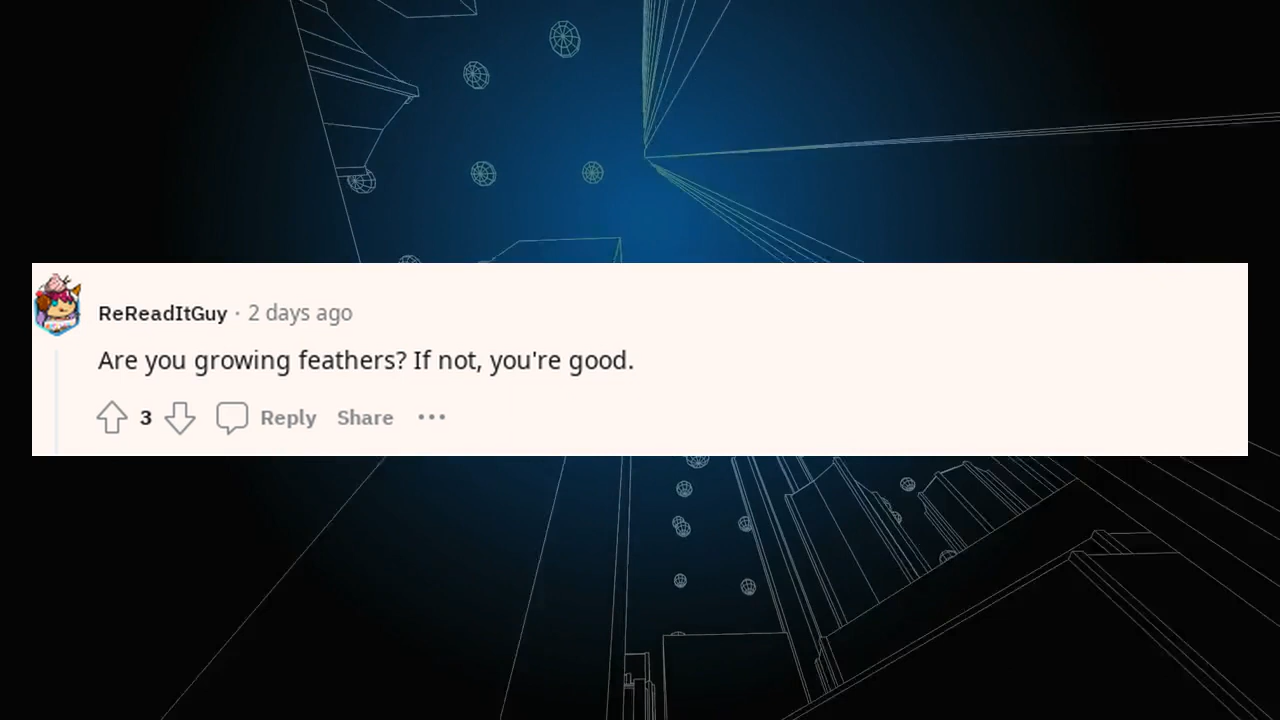 ReReadItGuy · 2 days ago
Are you growing feathers? If not, you're good.
3 Reply Share ···